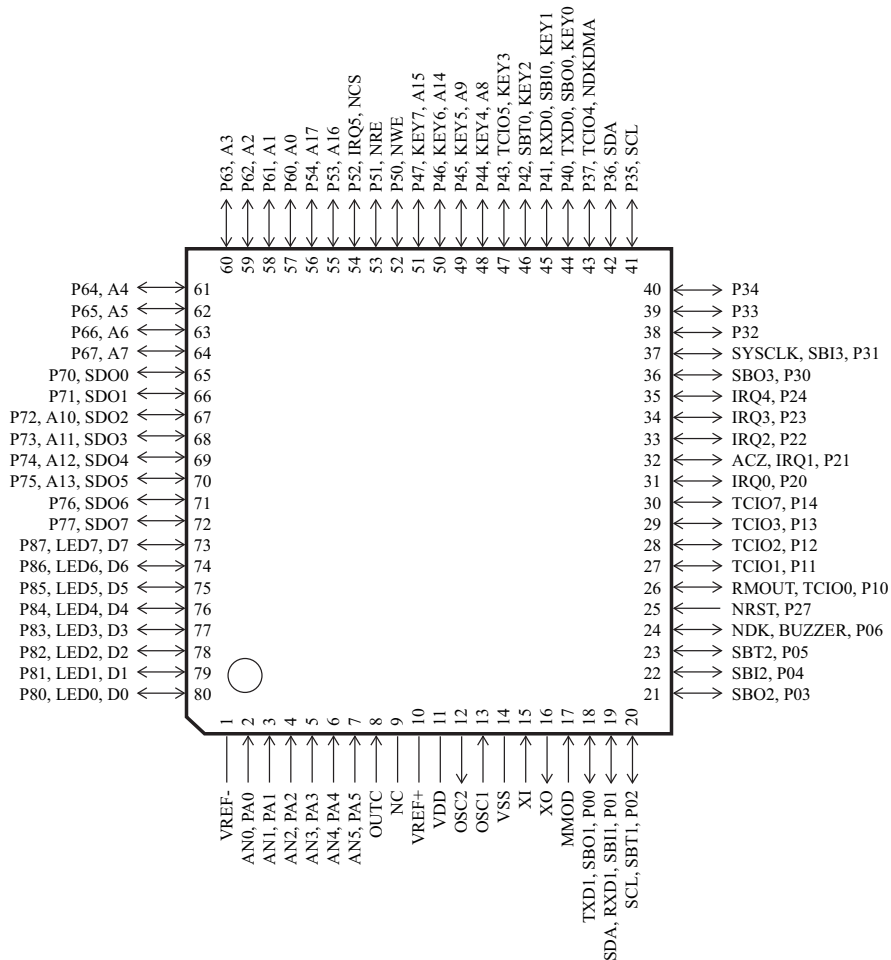 P63, A3
P62, A2
P61, A1
P60, A0
P54, A17
P53, A16
P52, IRQ5, NCS
P51, NRE
P50, NWE
P47, KEY7, A15
P46, KEY6, A14
P45, KEY5, A9
P44, KEY4, A8
P43, TCIO5, KEY3
P42, SBT0, KEY2
P41, RXD0, SBI0, KEY1
P40, TXD0, SBO0, KEY0
P37, TCIO4, NDKDMA
P36, SDA
P35, SCL
60
59
58
57
56
55
54
53
52
51
50
49
48
47
46
45
44
43
42
41
P64, A4 61
P65, A5 62
P66, A6 63
P67, A7 64
P70, SDO0 65
P71, SDO1 66
P72, A10, SDO2 67
P73, A11, SDO3 68
P74, A12, SDO4 69
P75, A13, SDO5 70
P76, SDO6 71
P77, SDO7 72
P87, LED7, D7 73
P86, LED6, D6 74
P85, LED5, D5 75
P84, LED4, D4 76
P83, LED3, D3 77
P82, LED2, D2 78
P81, LED1, D1 79
P80, LED0, D0 80
40 P34
39 P33
38 P32
37 SYSCLK, SBI3, P31
36 SBO3, P30
35 IRQ4, P24
34 IRQ3, P23
33 IRQ2, P22
32 ACZ, IRQ1, P21
31 IRQ0, P20
30 TCIO7, P14
29 TCIO3, P13
28 TCIO2, P12
27 TCIO1, P11
26 RMOUT, TCIO0, P10
25 NRST, P27
24 NDK, BUZZER, P06
23 SBT2, P05
22 SBI2, P04
21 SBO2, P03
1
2
3
4
5
6
7
8
9
10
11
12
13
14
15
16
17
18
19
20
VREF-
AN0, PA0
AN1, PA1
AN2, PA2
AN3, PA3
AN4, PA4
AN5, PA5
OUTC
NC
VREF+
VDD
OSC2
OSC1
VSS
XI
XO
MMOD
TXD1, SBO1, P00
SDA, RXD1, SBI1, P01
SCL, SBT1, P02